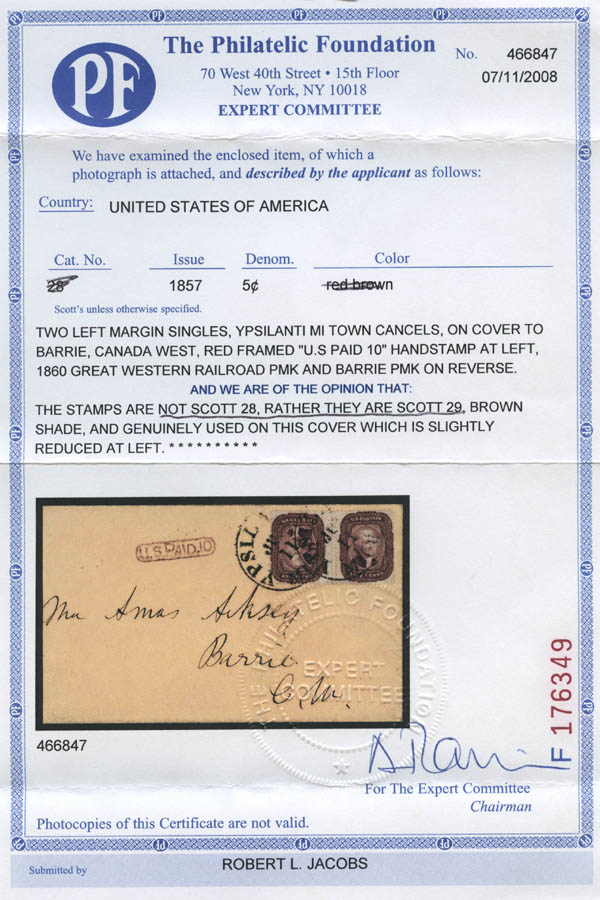 PF
The Philatelic Foundation
70 West 40th Street • 15th Floor
New York, NY 10018
EXPERT COMMITTEE
No. 466847
07/11/2008
We have examined the enclosed item, of which a
photograph is attached, and described by the applicant as follows:
Country: UNITED STATES OF AMERICA
Cat. No. Issue Denom. Color
28 1857 5¢ red brown
Scott's unless otherwise specified.
TWO LEFT MARGIN SINGLES, YPSILANTI MI TOWN CANCELS, ON COVER TO
BARRIE, CANADA WEST, RED FRAMED "U.S PAID 10" HANDSTAMP AT LEFT,
1860 GREAT WESTERN RAILROAD PMK AND BARRIE PMK ON REVERSE.
AND WE ARE OF THE OPINION THAT:
THE STAMPS ARE NOT SCOTT 28, RATHER THEY ARE SCOTT 29, BROWN
SHADE, AND GENUINELY USED ON THIS COVER WHICH IS SLIGHTLY
REDUCED AT LEFT. * * * * * * * * * *
U.S. PAID. 10
YPSIL
U.S. POSTAGE
Barrie
C.W.
THE PHILATELIC FOUNDATION
EXPERT
COMMITTEE
466847
F 176349
For The Expert Committee
Chairman
Photocopies of this Certificate are not valid.
Submitted by ROBERT L. JACOBS